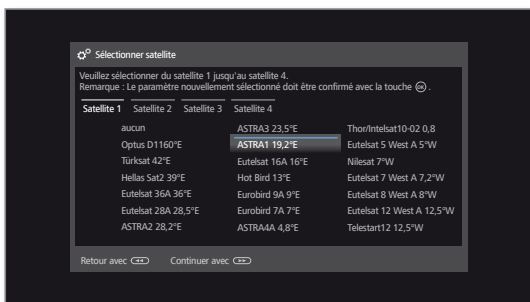 Sélectionner satellite
Veuillez sélectionner du satellite 1 jusqu'au satellite 4.
Remarque : Le paramètre nouvellement sélectionné doit être confirmé avec la touche OK .
Satellite 1 Satellite 2 Satellite 3 Satellite 4
aucun ASTRA3 23,5°E Thor/Intelsat10-02 0,8
Optus D1160°E ASTRA1 19,2°E Eutelsat 5 West A 5°W
Türksat 42°E Eutelsat 16A 16°E Nilesat 7°W
Hellas Sat2 39°E Hot Bird 13°E Eutelsat 7 West A 7,2°W
Eutelsat 36A 36°E Eurobird 9A 9°E Eutelsat 8 West A 8°W
Eutelsat 28A 28,5°E Eurobird 7A 7°E Eutelsat 12 West A 12,5°W
ASTRA2 28,2°E ASTRA4A 4,8°E Telestart12 12,5°W
Retour avec Continuer avec